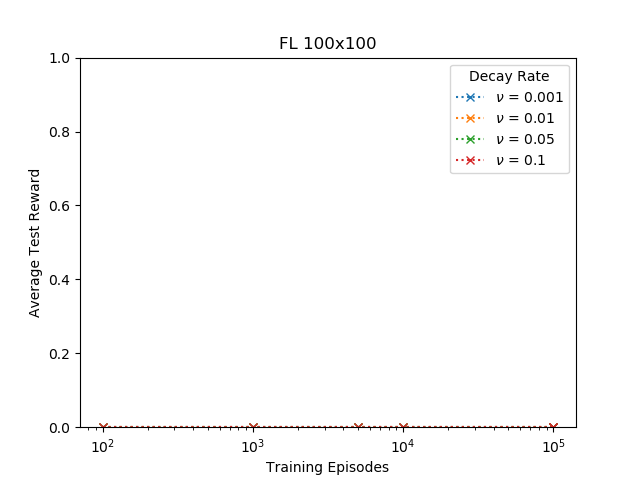 FL 100x100
Decay Rate
ν = 0.001
ν = 0.01
ν = 0.05
ν = 0.1
Average Test Reward
1.0
0.8
0.6
0.4
0.2
0.0
10² 10³ 10⁴ 10⁵
Training Episodes